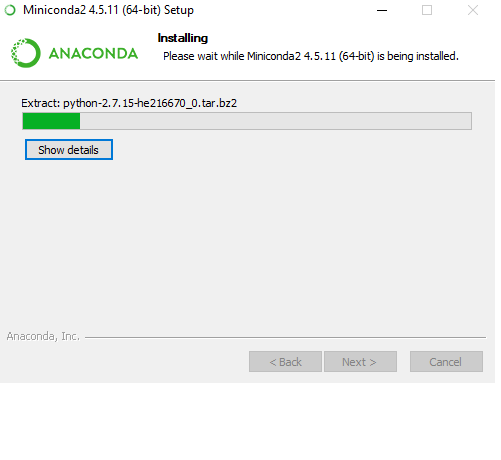 Miniconda2 4.5.11 (64-bit) Setup
ANACONDA
Installing
Please wait while Miniconda2 4.5.11 (64-bit) is being installed.
Extract: python-2.7.15-he216670_0.tar.bz2
Show details
Anaconda, Inc.
< Back
Next >
Cancel